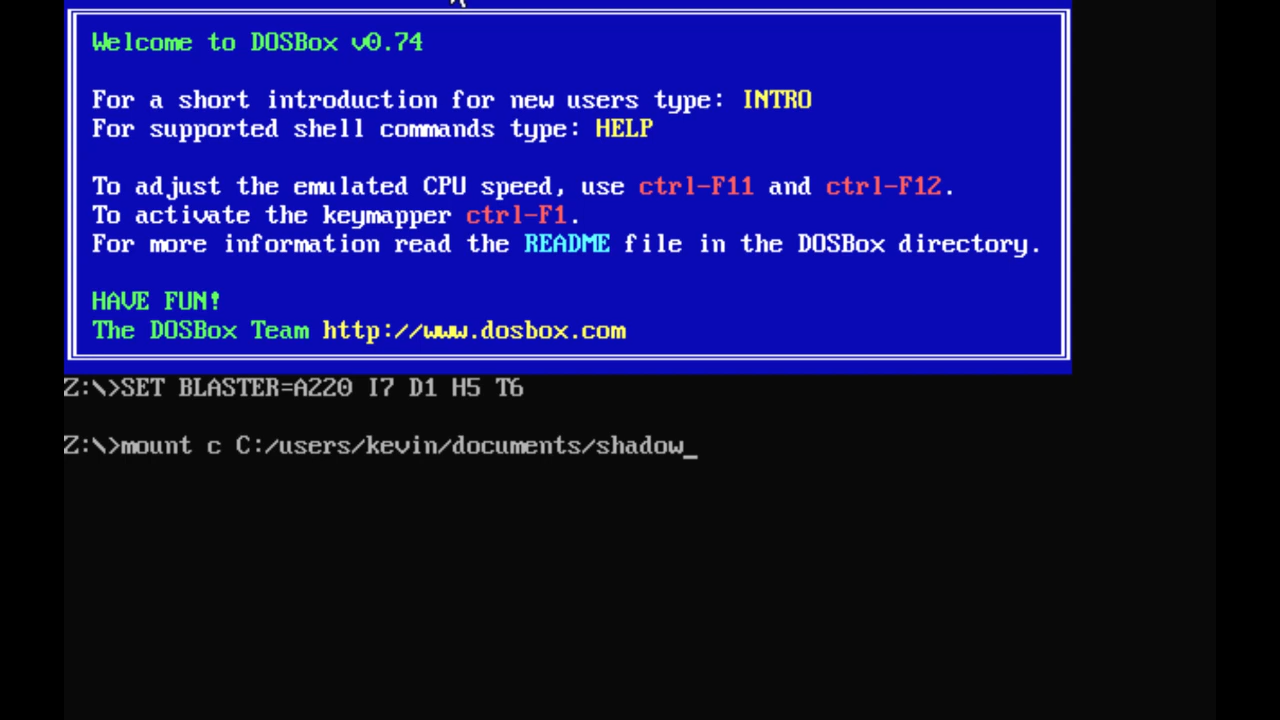 Welcome to DOSBox v0.74
For a short introduction for new users type: INTRO
For supported shell commands type: HELP
To adjust the emulated CPU speed, use ctrl-F11 and ctrl-F12.
To activate the keymapper ctrl-F1.
For more information read the README file in the DOSBox directory.
HAVE FUN!
The DOSBox Team http://www.dosbox.com
Z:\>SET BLASTER=A220 I7 D1 H5 T6
Z:\>mount c C:/users/kevin/documents/shadow_